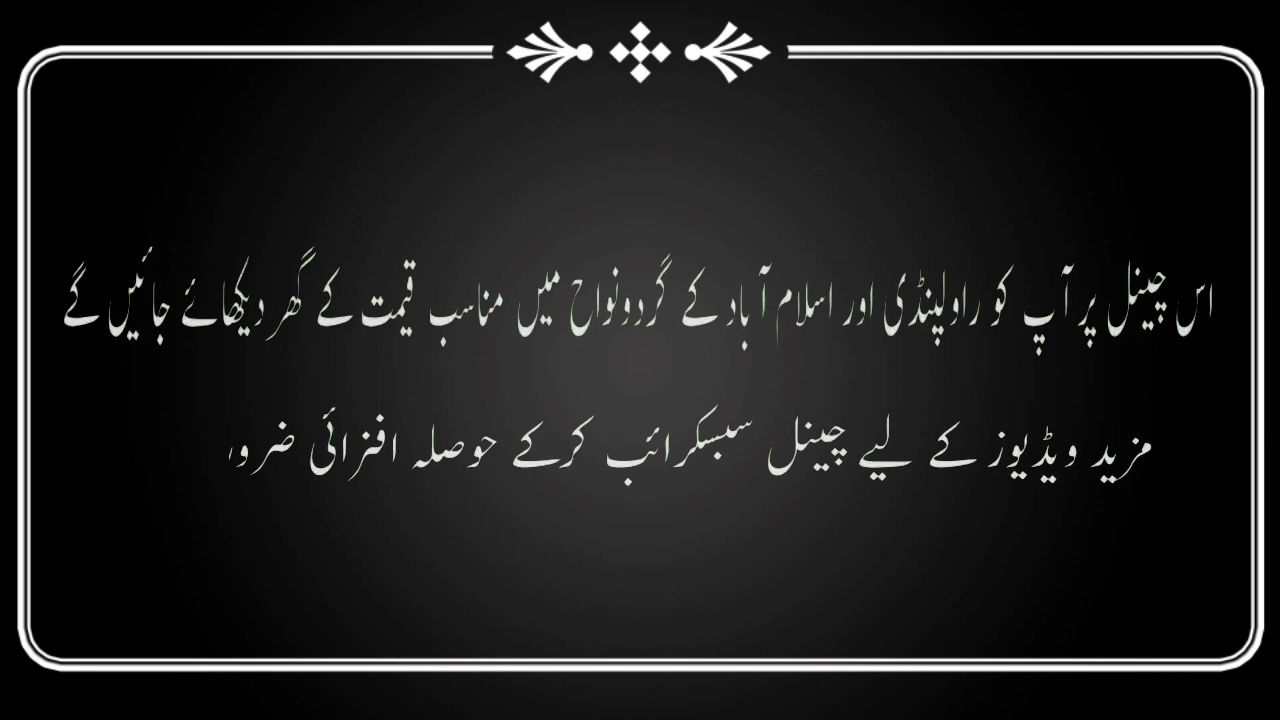 اس چینل پر آپ کو راولپنڈی اور اسلام آباد کے گردونواح میں مناسب قیمت کے گھر دیکھائے جائیں گے
مزید ویڈیوز کے لیے چینل سبسکرائب کرکے حوصلہ افزائی